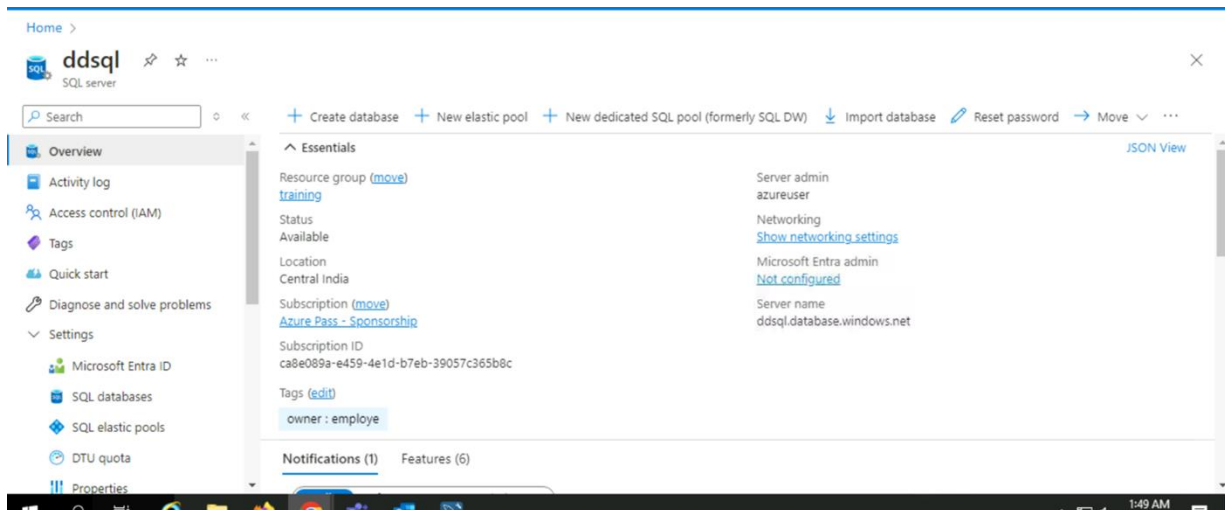 Home >
ddsql
SQL server
Search
+ Create database + New elastic pool + New dedicated SQL pool (formerly SQL DW) Import database Reset password Move
Overview
Activity log
Access control (IAM)
Tags
Quick start
Diagnose and solve problems
Settings
Microsoft Entra ID
SQL databases
SQL elastic pools
DTU quota
Properties
Essentials
JSON View
Resource group (move)
training
Status
Available
Location
Central India
Subscription (move)
Azure Pass - Sponsorship
Subscription ID
ca8e089a-e459-4e1d-b7eb-39057c365b8c
Server admin
azureuser
Networking
Show networking settings
Microsoft Entra admin
Not configured
Server name
ddsql.database.windows.net
Tags (edit)
owner : employe
Notifications (1) Features (6)
1:49 AM